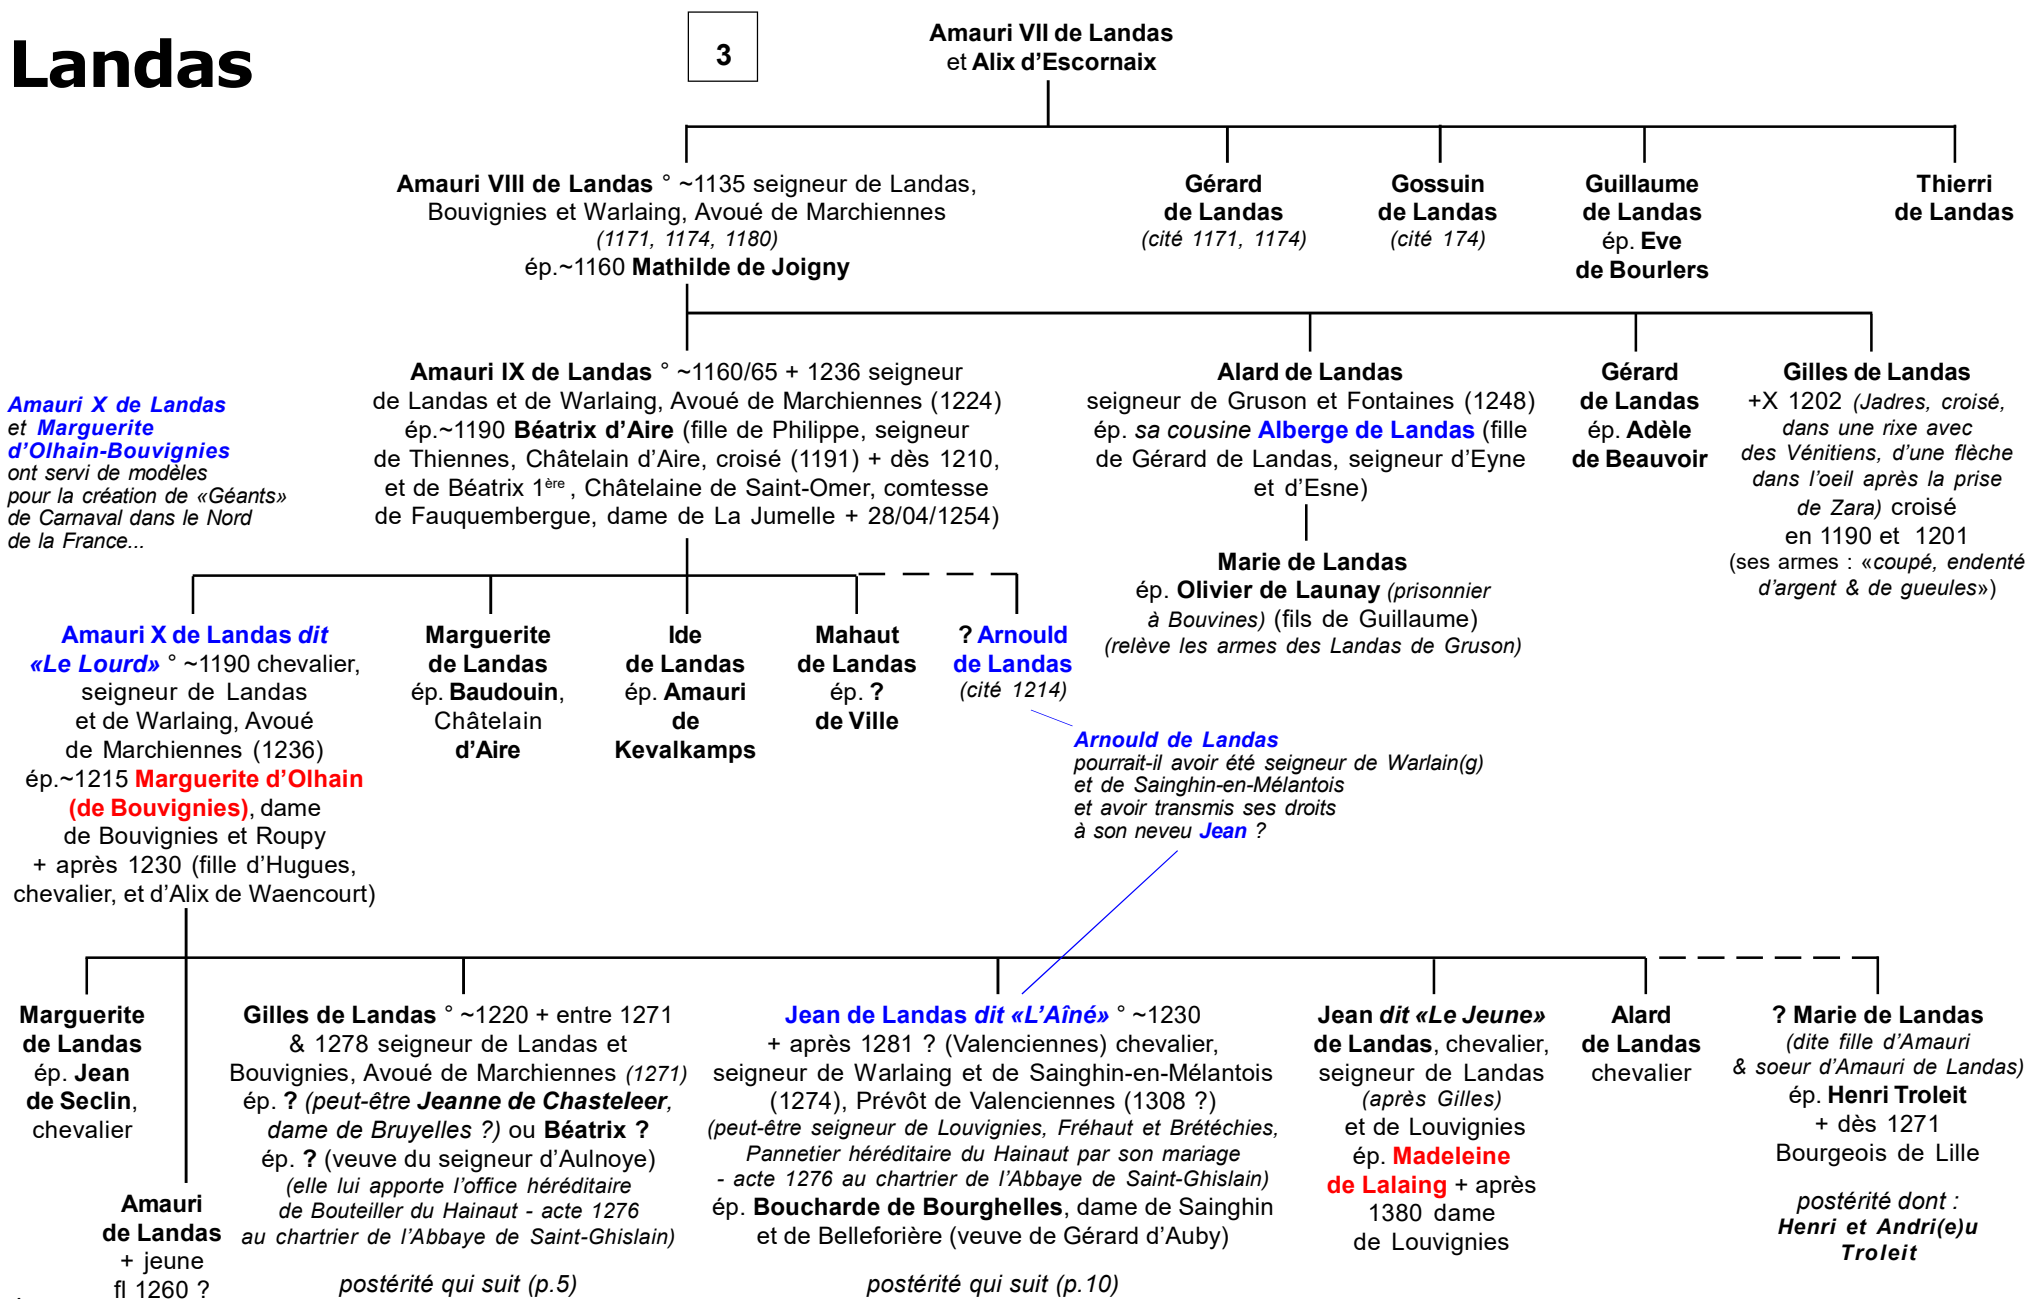 Landas
3
Amauri VII de Landas
et Alix d’Escornaix
Amauri VIII de Landas ° ~1135 seigneur de Landas,
Bouvignies et Warlaing, Avoué de Marchiennes
(1171, 1174, 1180)
ép.~1160 Mathilde de Joigny
Gérard
de Landas
(cité 1171, 1174)
Gossuin
de Landas
(cité 174)
Guillaume
de Landas
ép. Eve
de Bourlers
Thierri
de Landas
Amauri X de Landas
et Marguerite
d’Olhain-Bouvignies
ont servi de modèles
pour la création de «Géants»
de Carnaval dans le Nord
de la France...
Amauri IX de Landas ° ~1160/65 + 1236 seigneur
de Landas et de Warlaing, Avoué de Marchiennes (1224)
ép.~1190 Béatrix d’Aire (fille de Philippe, seigneur
de Thiennes, Châtelain d’Aire, croisé (1191) + dès 1210,
et de Béatrix 1ère , Châtelaine de Saint-Omer, comtesse
de Fauquembergue, dame de La Jumelle + 28/04/1254)
Alard de Landas
seigneur de Gruson et Fontaines (1248)
ép. sa cousine Alberge de Landas (fille
de Gérard de Landas, seigneur d’Eyne
et d’Esne)
Marie de Landas
ép. Olivier de Launay (prisonnier
à Bouvines) (fils de Guillaume)
(relève les armes des Landas de Gruson)
Gérard
de Landas
ép. Adèle
de Beauvoir
Gilles de Landas
+X 1202 (Jadres, croisé,
dans une rixe avec
des Vénitiens, d’une flèche
dans l’oeil après la prise
de Zara) croisé
en 1190 et 1201
(ses armes : «coupé, endenté
d’argent & de gueules»)
Amauri X de Landas dit
«Le Lourd» ° ~1190 chevalier,
seigneur de Landas
et de Warlaing, Avoué
de Marchiennes (1236)
ép.~1215 Marguerite d’Olhain
(de Bouvignies), dame
de Bouvignies et Roupy
+ après 1230 (fille d’Hugues,
chevalier, et d’Alix de Waencourt)
Marguerite
de Landas
ép. Baudouin,
Châtelain
d’Aire
Ide
de Landas
ép. Amauri
de
Kevalkamps
Mahaut
de Landas
ép. ?
de Ville
? Arnould
de Landas
(cité 1214)
Arnould de Landas
pourrait-il avoir été seigneur de Warlain(g)
et de Sainghin-en-Mélantois
et avoir transmis ses droits
à son neveu Jean ?
Marguerite
de Landas
ép. Jean
de Seclin,
chevalier
Amauri
de Landas
+ jeune
fl 1260 ?
Gilles de Landas ° ~1220 + entre 1271
& 1278 seigneur de Landas et
Bouvignies, Avoué de Marchiennes (1271)
ép. ? (peut-être Jeanne de Chasteleer,
dame de Bruyelles ?) ou Béatrix ?
ép. ? (veuve du seigneur d’Aulnoye)
(elle lui apporte l’office héréditaire
de Bouteiller du Hainaut - acte 1276
au chartrier de l’Abbaye de Saint-Ghislain)
postérité qui suit (p.5)
Jean de Landas dit «L’Aîné» ° ~1230
+ après 1281 ? (Valenciennes) chevalier,
seigneur de Warlaing et de Sainghin-en-Mélantois
(1274), Prévôt de Valenciennes (1308 ?)
(peut-être seigneur de Louvignies, Fréhaut et Brétéchies,
Pannetier héréditaire du Hainaut par son mariage
- acte 1276 au chartrier de l’Abbaye de Saint-Ghislain)
ép. Boucharde de Bourghelles, dame de Sainghin
et de Belleforière (veuve de Gérard d’Auby)
postérité qui suit (p.10)
Jean dit «Le Jeune»
de Landas, chevalier,
seigneur de Landas
(après Gilles)
et de Louvignies
ép. Madeleine
de Lalaing + après
1380 dame
de Louvignies
Alard
de Landas
chevalier
? Marie de Landas
(dite fille d’Amauri
& soeur d’Amauri de Landas)
ép. Henri Troleit
+ dès 1271
Bourgeois de Lille
postérité dont :
Henri et Andri(e)u
Troleit